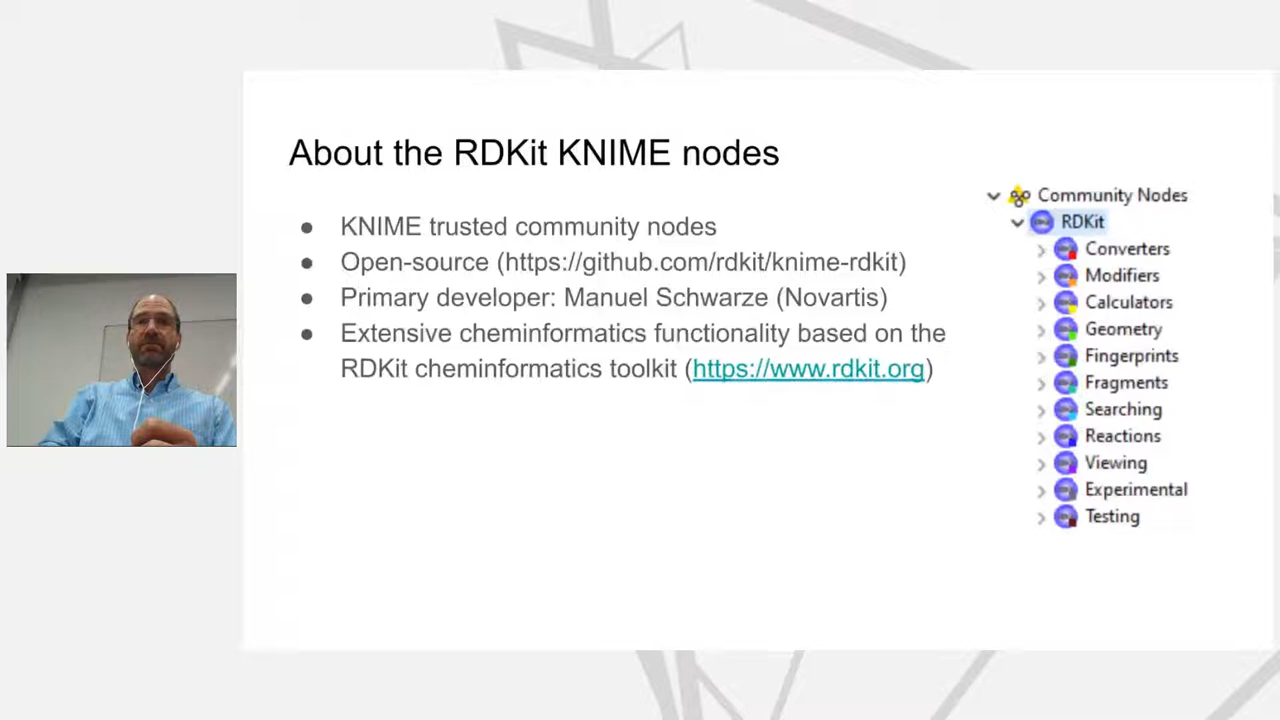 About the RDKit KNIME nodes
● KNIME trusted community nodes
● Open-source (https://github.com/rdkit/knime-rdkit)
● Primary developer: Manuel Schwarze (Novartis)
● Extensive cheminformatics functionality based on the
RDKit cheminformatics toolkit (https://www.rdkit.org)
Community Nodes
RDKit
Converters
Modifiers
Calculators
Geometry
Fingerprints
Fragments
Searching
Reactions
Viewing
Experimental
Testing